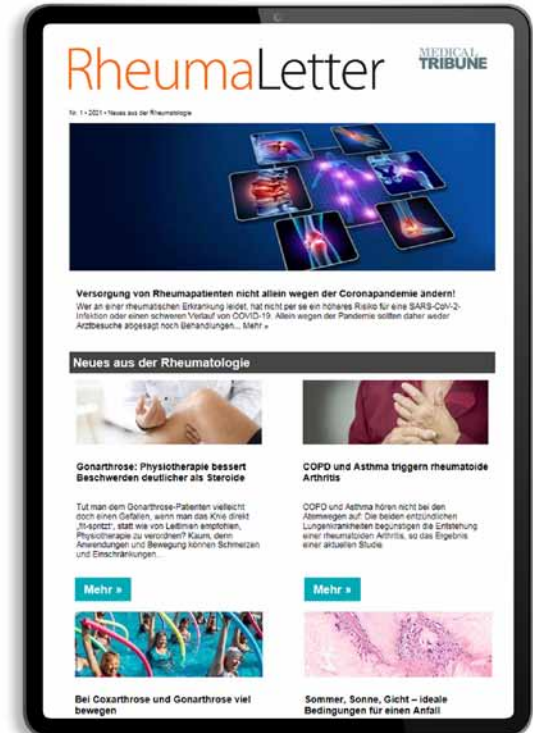 RheumaLetter
MEDICAL
TRIBUNE
Nr. 1 • 2021 • Neues aus der Rheumatologie
Versorgung von Rheumapatienten nicht allein wegen der Coronapandemie ändern!
Wer an einer rheumatischen Erkrankung leidet, hat nicht per se ein höheres Risiko für eine SARS-CoV-2-
Infektion oder einen schweren Verlauf von COVID-19. Allein wegen der Pandemie sollten daher weder
Arztbesuche abgesagt noch Behandlungen... Mehr »
Neues aus der Rheumatologie
Gonarthrose: Physiotherapie bessert
Beschwerden deutlicher als Steroide
Tut man dem Gonarthrose-Patienten vielleicht
doch einen Gefallen, wenn man das Knie direkt
„fit-spritzt“, statt wie von Leitlinien empfohlen,
Physiotherapie zu verordnen? Kaum, denn
Anwendungen und Bewegung können Schmerzen
und Einschränkungen...
Mehr »
COPD und Asthma triggern rheumatoide
Arthritis
COPD und Asthma hören nicht bei den
Atemwegen auf: Die beiden entzündlichen
Lungenkrankheiten begünstigen die Entstehung
einer rheumatoiden Arthritis, so das Ergebnis
einer aktuellen Studie.
Mehr »
Bei Coxarthrose und Gonarthrose viel
bewegen
Sommer, Sonne, Gicht – ideale
Bedingungen für einen Anfall